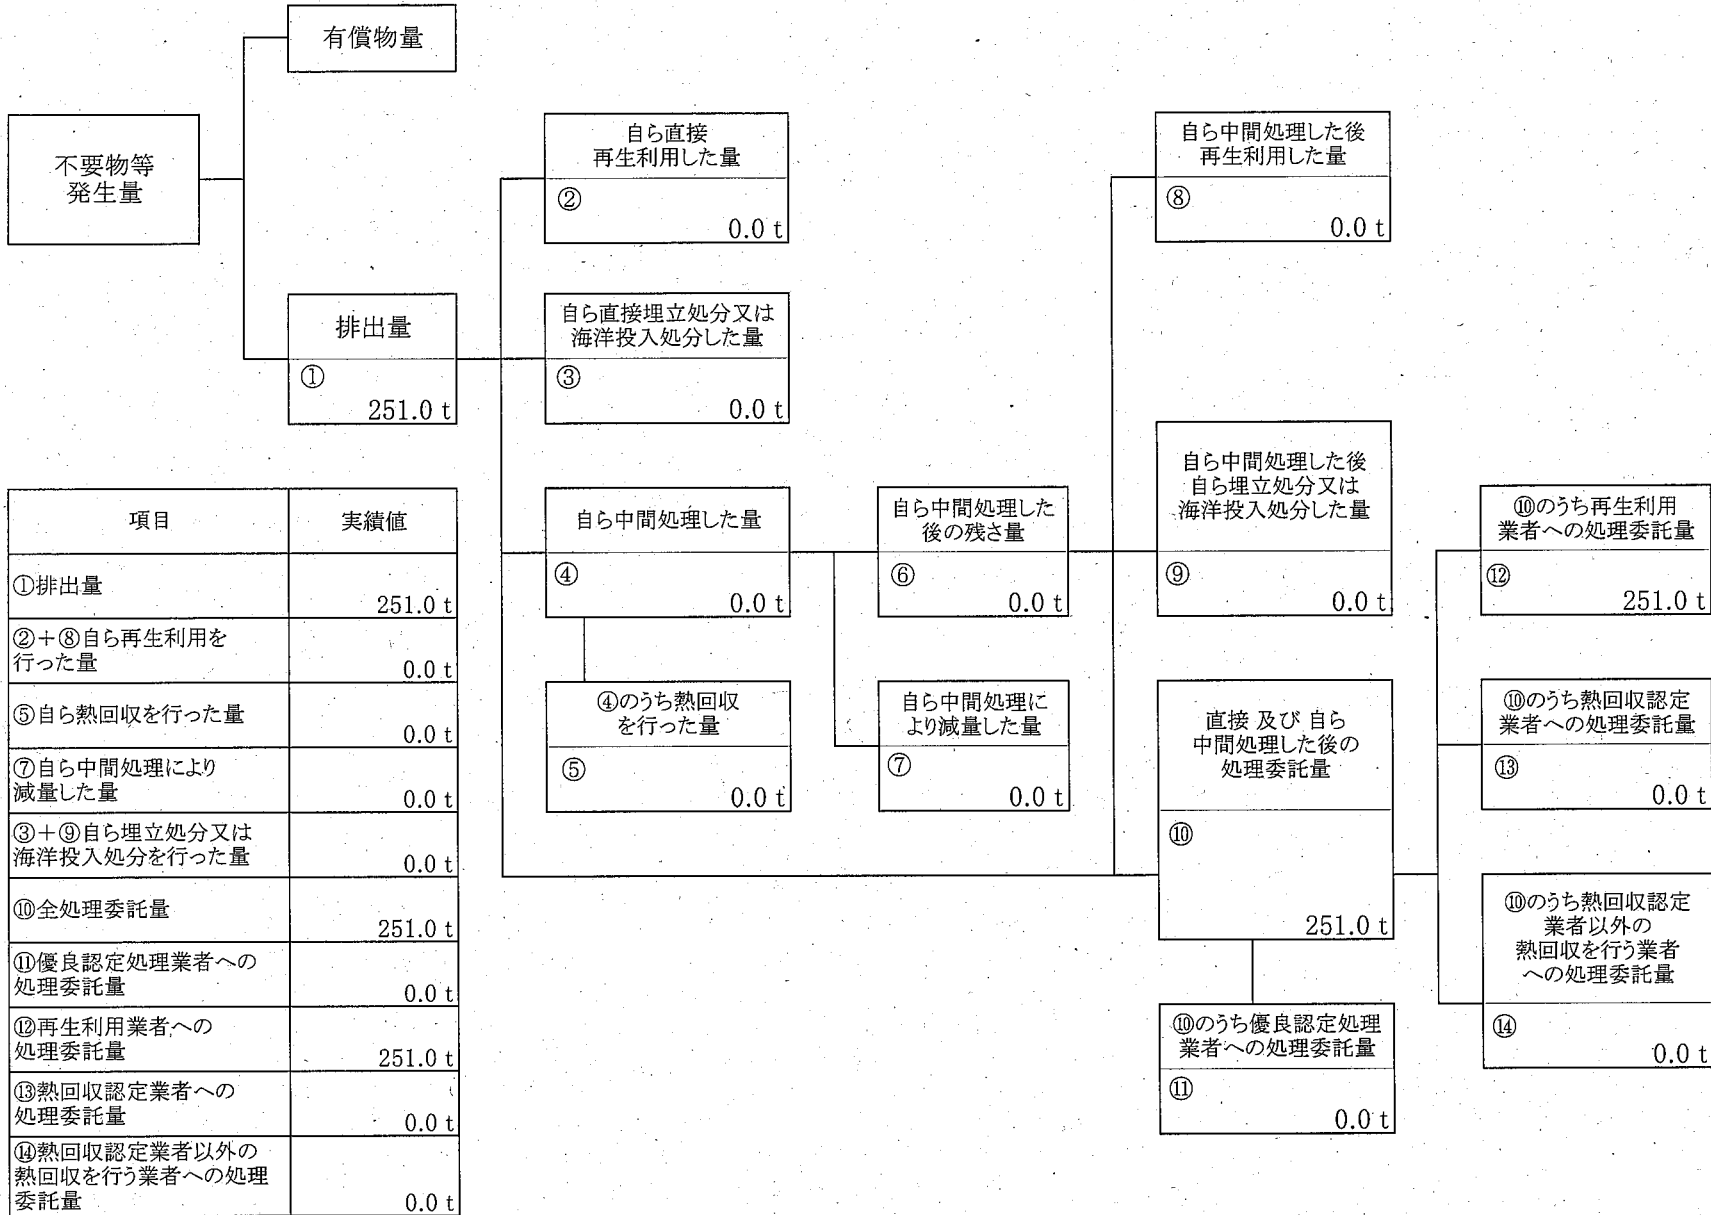 有償物量
不要物等
発生量
排出量
①
251.0 t
自ら直接
再生利用した量
②
0.0 t
自ら直接埋立処分又は
海洋投入処分した量
③
0.0 t
自ら中間処理した量
④
0.0 t
④のうち熱回収
を行った量
⑤
0.0 t
自ら中間処理した
後の残さ量
⑥
0.0 t
自ら中間処理に
より減量した量
⑦
0.0 t
自ら中間処理した後
再生利用した量
⑧
0.0 t
自ら中間処理した後
自ら埋立処分又は
海洋投入処分した量
⑨
0.0 t
直接 及び 自ら
中間処理した後の
処理委託量
⑩
251.0 t
⑩のうち優良認定処理
業者への処理委託量
⑪
0.0 t
⑩のうち再生利用
業者への処理委託量
⑫
251.0 t
⑩のうち熱回収認定
業者への処理委託量
⑬
0.0 t
⑩のうち熱回収認定
業者以外の
熱回収を行う業者
への処理委託量
⑭
0.0 t
項目 実績値
①排出量
251.0 t
②+⑧自ら再生利用を
行った量
0.0 t
⑤自ら熱回収を行った量
0.0 t
⑦自ら中間処理により
減量した量
0.0 t
③+⑨自ら埋立処分又は
海洋投入処分を行った量
0.0 t
⑩全処理委託量
251.0 t
⑪優良認定処理業者への
処理委託量
0.0 t
⑫再生利用業者への
処理委託量
251.0 t
⑬熱回収認定業者への
処理委託量
0.0 t
⑭熱回収認定業者以外の
熱回収を行う業者への処理
委託量
0.0 t